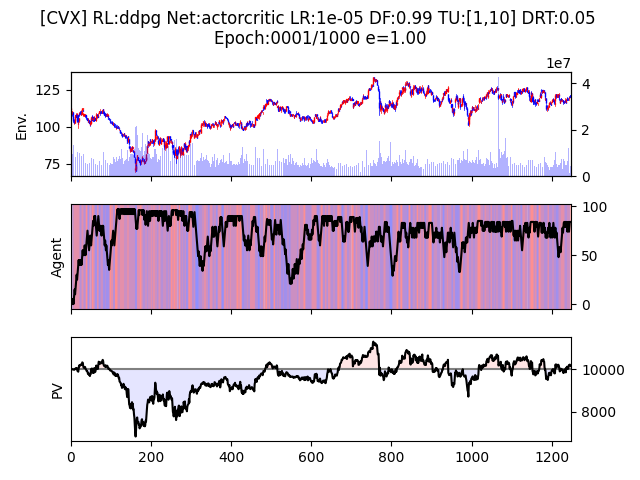 [CVX] RL:ddpg Net:actorcritic LR:1e-05 DF:0.99 TU:[1,10] DRT:0.05
Epoch:0001/1000 e=1.00
1e7
125
100
75
Env.
4
2
0
Agent
100
50
0
PV
10000
8000
0 200 400 600 800 1000 1200